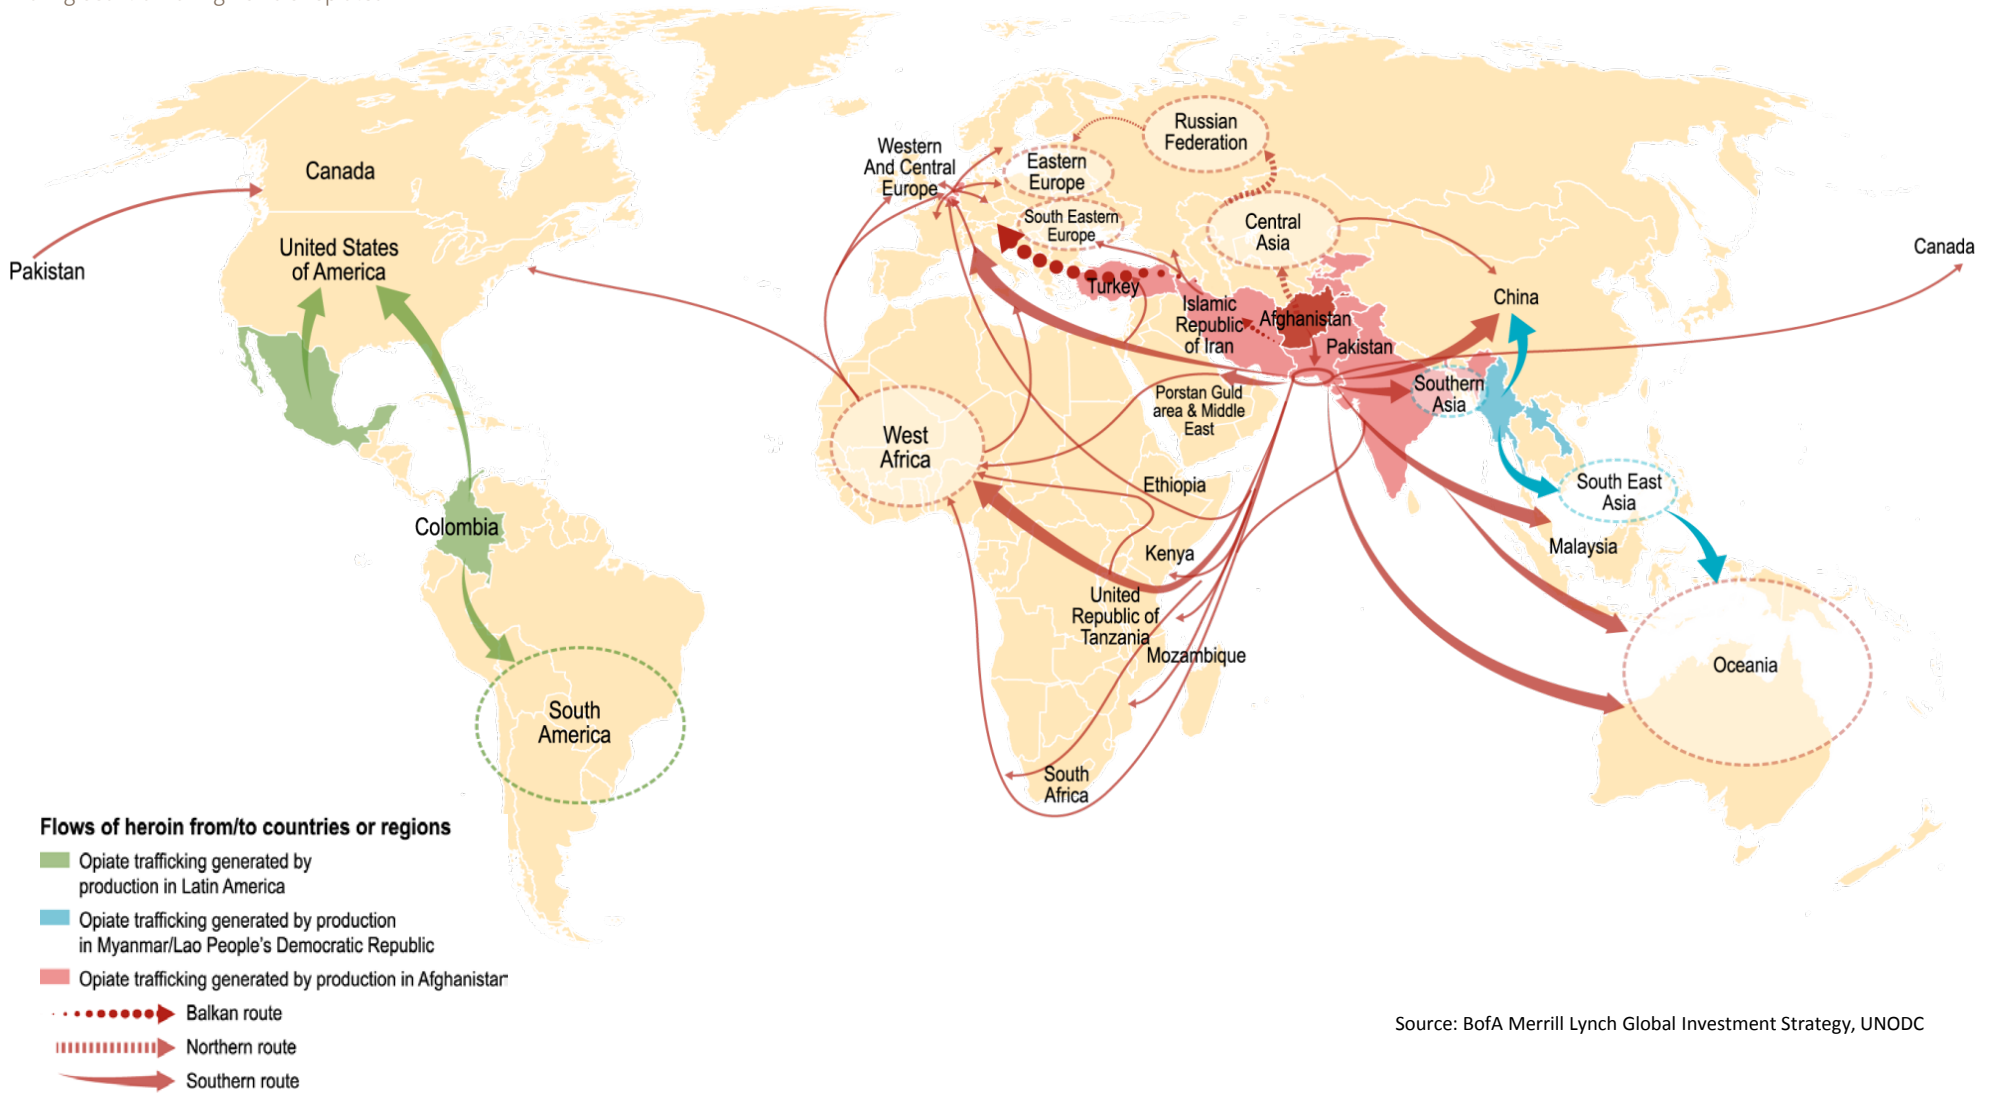 Canada
United States
of America
Pakistan
Colombia
South
America
Western
And Central
Europe
Russian
Federation
Eastern
Europe
South Eastern
Europe
Central
Asia
Turkey
Islamic
Republic
of Iran
Afghanistan
Pakistan
China
Canada
Southern
Asia
Porstan Guld
area & Middle
East
West
Africa
Ethiopia
Kenya
United
Republic of
Tanzania
Mozambique
South
Africa
South East
Asia
Malaysia
Oceania
Flows of heroin from/to countries or regions
Opiate trafficking generated by
production in Latin America
Opiate trafficking generated by production
in Myanmar/Lao People's Democratic Republic
Opiate trafficking generated by production in Afghanistan
Balkan route
Northern route
Southern route
Source: BofA Merrill Lynch Global Investment Strategy, UNODC